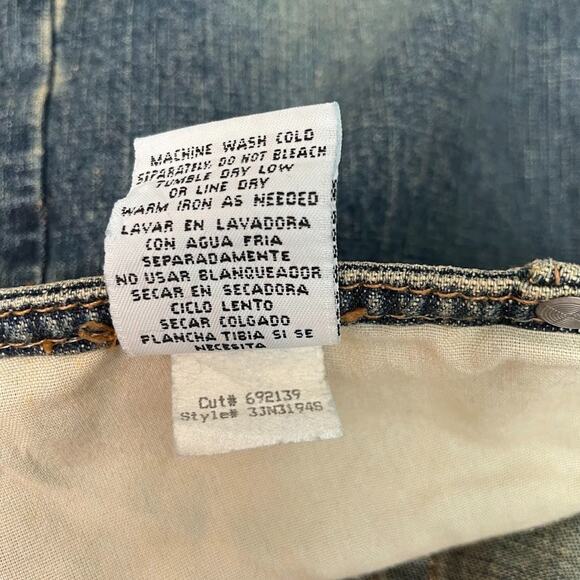 MACHINE WASH COLD
SEPARATELY. DO NOT BLEACH
TUMBLE DRY LOW
OR LINE DRY
WARM IRON AS NEEDED
LAVAR EN LAVADORA
CON AGUA FRIA
SEPARADAMENTE
NO USAR BLANQUEADOR
SECAR EN SECADORA
CICLO LENTO
SECAR COLGADO
PLANCHA TIBIA SI SE
NECESITA
Cut# 692139
Style# 33N3194S